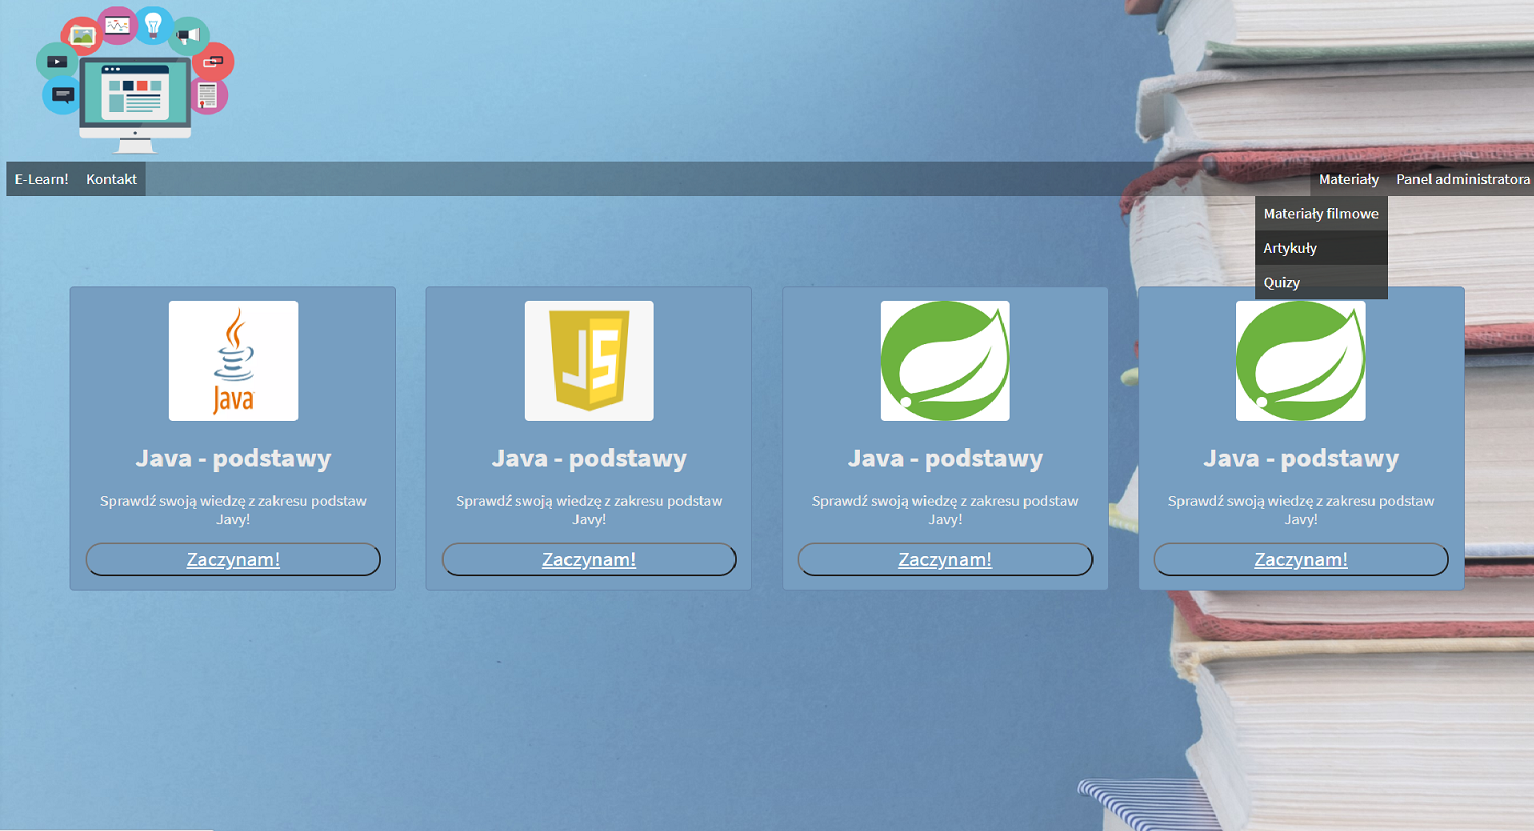 E-Learn! Kontakt Materiały Panel administratora
Materiały filmowe
Artykuły
Quizy
Java
JS
Java - podstawy
Sprawdź swoją wiedzę z zakresu podstaw
Javy!
Zaczynam!
Java - podstawy
Sprawdź swoją wiedzę z zakresu podstaw
Javy!
Zaczynam!
Java - podstawy
Sprawdź swoją wiedzę z zakresu podstaw
Javy!
Zaczynam!
Java - podstawy
Sprawdź swoją wiedzę z zakresu podstaw
Javy!
Zaczynam!